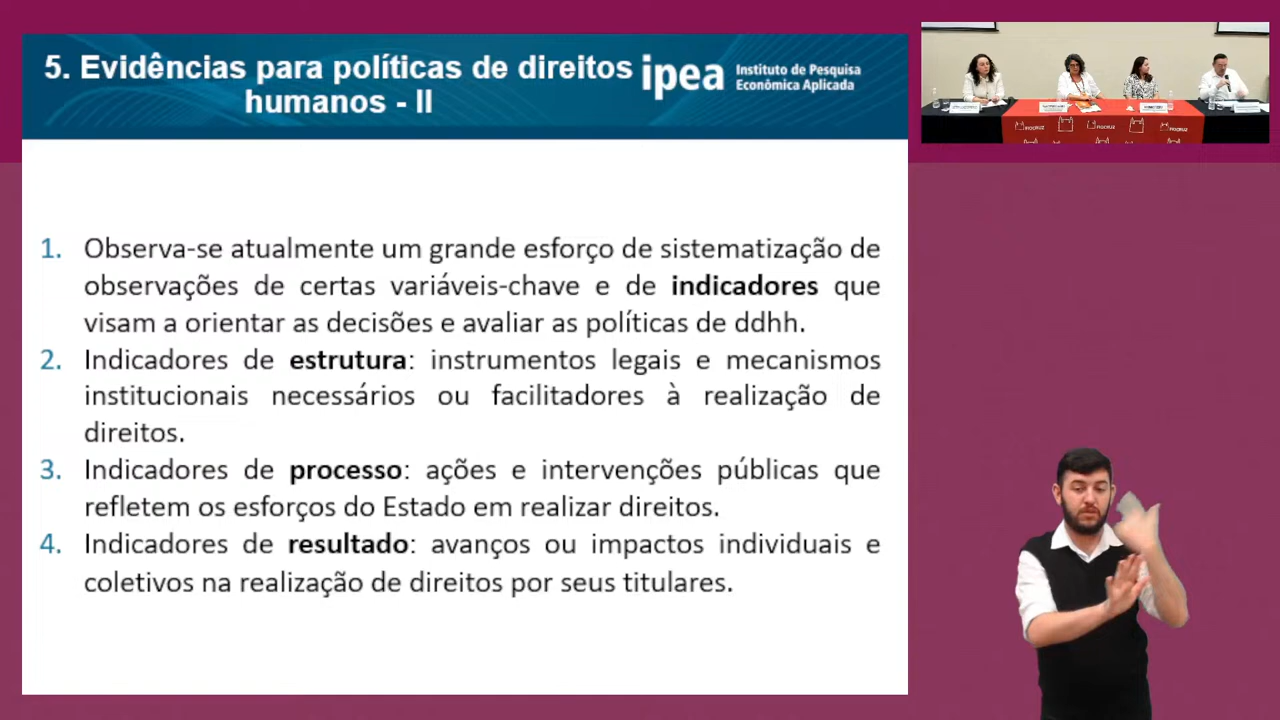 5. Evidências para políticas de direitos
humanos - II
ipea
Instituto de Pesquisa
Econômica Aplicada
1. Observa-se atualmente um grande esforço de sistematização de
observações de certas variáveis-chave e de indicadores que
visam a orientar as decisões e avaliar as políticas de ddhh.
2. Indicadores de estrutura: instrumentos legais e mecanismos
institucionais necessários ou facilitadores à realização de
direitos.
3. Indicadores de processo: ações e intervenções públicas que
refletem os esforços do Estado em realizar direitos.
4. Indicadores de resultado: avanços ou impactos individuais e
coletivos na realização de direitos por seus titulares.
FIOCRUZ FIOCRUZ FIOCRUZ